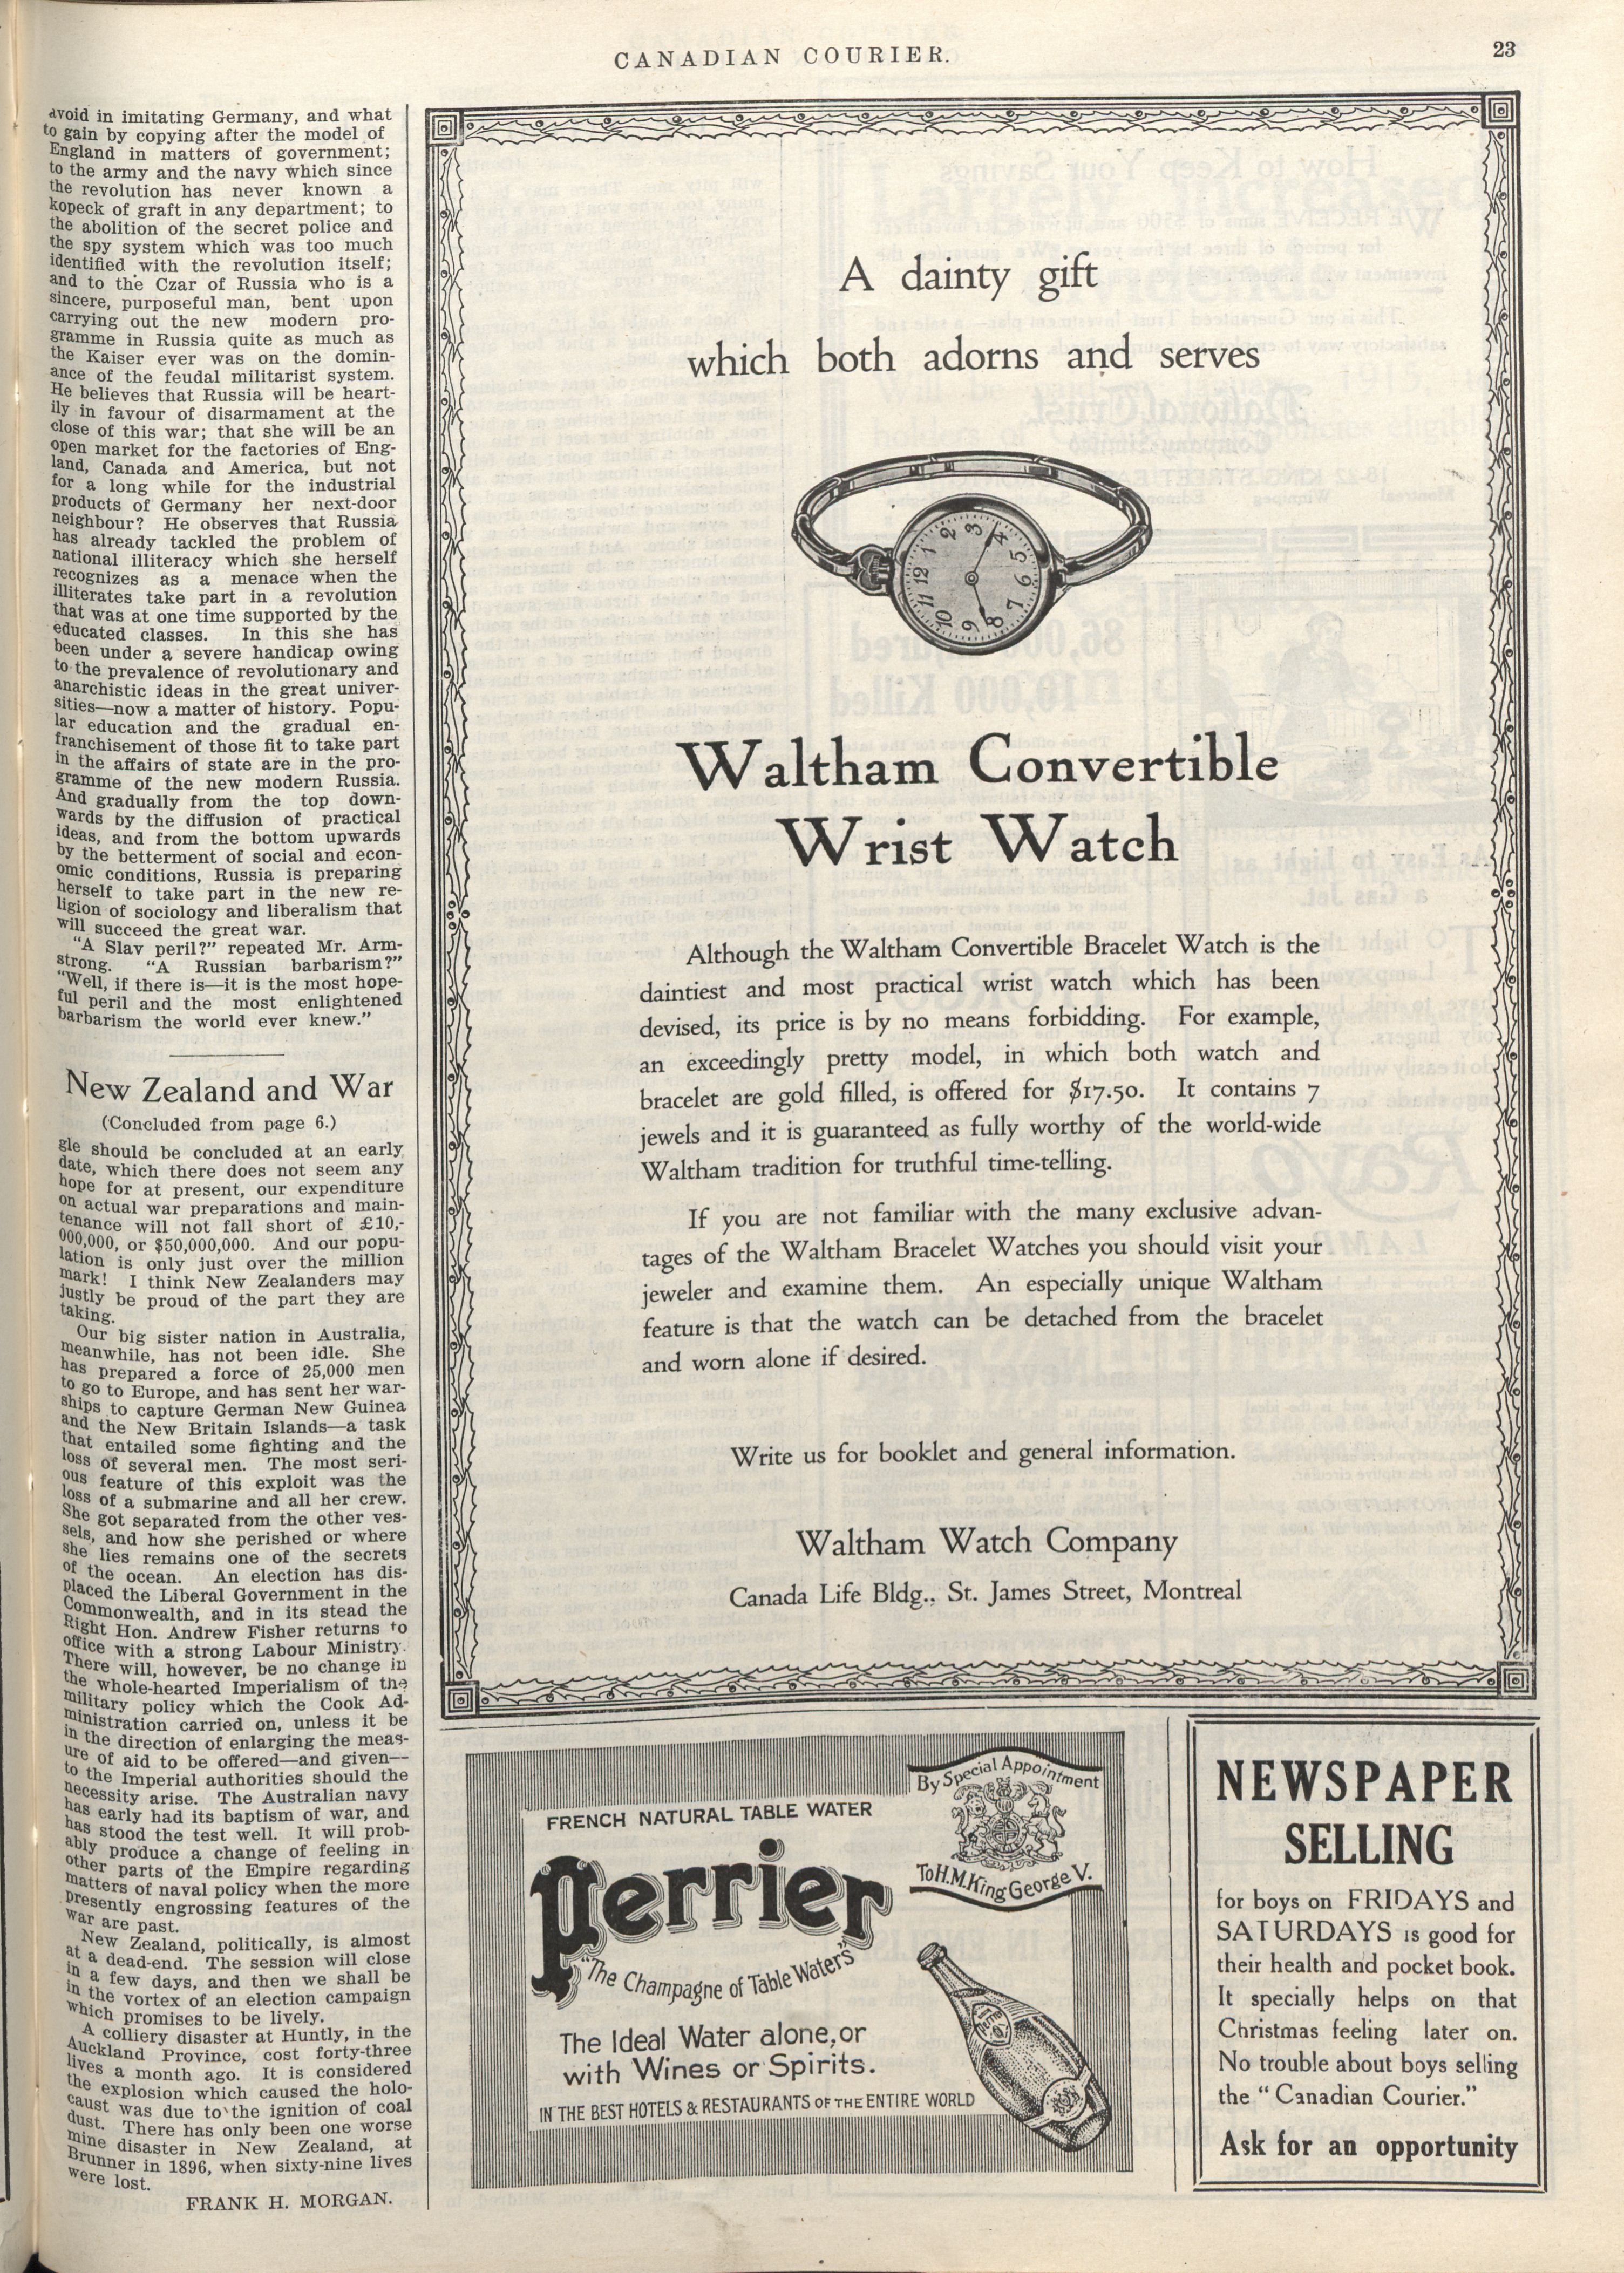 CANADIAN COURIER.
23
avoid in imitating Germany, and what
to gain by copying after the model of
England in matters of government;
to the army and the navy which since
the revolution has never known a
kopeck of graft in any department; to
the abolition of the secret police and
the spy system which was too much
identified with the revolution itself;
and to the Czar of Russia who is a
sincere, purposeful man, bent upon
carrying out the new modern pro-
gramme in Russia quite as much as
the Kaiser ever was on the domin-
ance of the feudal militarist system.
He believes that Russia will be heart-
ily in favour of disarmament at the
close of this war; that she will be an
open market for the factories of Eng-
land, Canada and America, but not
for a long while for the industrial
products of Germany her next-door
neighbour? He observes that Russia
has already tackled the problem of
national illiteracy which she herself
recognizes as a menace when the
illiterates take part in a revolution
that was at one time supported by the
educated classes. In this she has
been under a severe handicap owing
to the prevalence of revolutionary and
anarchistic ideas in the great univer-
sities—now a matter of history. Popu-
lar education and the gradual en-
franchisement of those fit to take part
in the affairs of state are in the pro-
gramme of the new modern Russia.
And gradually from the top down-
wards by the diffusion of practical
ideas, and from the bottom upwards
by the betterment of social and econ-
omic conditions, Russia is preparing
herself to take part in the new re-
ligion of sociology and liberalism that
will succeed the great war.
"A Slav peril?" repeated Mr. Arm-
strong. "A Russian barbarism?"
"Well, if there is—it is the most hope-
ful peril and the most enlightened
barbarism the world ever knew."
New Zealand and War
(Concluded from page 6.)
gle should be concluded at an early
date, which there does not seem any
hope for at present, our expenditure
on actual war preparations and main-
tenance will not fall short of £10,-
000,000, or $50,000,000. And our popu-
lation is only just over the million
mark! I think New Zealanders may
justly be proud of the part they are
taking.
Our big sister nation in Australia,
meanwhile, has not been idle. She
has prepared a force of 25,000 men
to go to Europe, and has sent her war-
ships to capture German New Guinea
and the New Britain Islands—a task
that entailed some fighting and the
loss of several men. The most seri-
ous feature of this exploit was the
loss of a submarine and all her crew.
She got separated from the other ves-
sels, and how she perished or where
she lies remains one of the secrets
of the ocean. An election has dis-
placed the Liberal Government in the
Commonwealth, and in its stead the
Right Hon. Andrew Fisher returns to
office with a strong Labour Ministry.
There will, however, be no change in
the whole-hearted Imperialism of the
military policy which the Cook Ad-
ministration carried on, unless it be
in the direction of enlarging the meas-
ure of aid to be offered—and given—
to the Imperial authorities should the
necessity arise. The Australian navy
has early had its baptism of war, and
has stood the test well. It will prob-
ably produce a change of feeling in
other parts of the Empire regarding
matters of naval policy when the more
presently engrossing features of the
war are past.
New Zealand, politically, is almost
at a dead-end. The session will close
in a few days, and then we shall be
in the vortex of an election campaign
which promises to be lively.
A colliery disaster at Huntly, in the
Auckland Province, cost forty-three
lives a month ago. It is considered
the explosion which caused the holo-
caust was due to the ignition of coal
dust. There has only been one worse
mine disaster in New Zealand, at
Brunner in 1896, when sixty-nine lives
were lost.
FRANK H. MORGAN.
A dainty gift
which both adorns and serves
1 2 3 4 5 6 7 8 9 10 11 12
Waltham Convertible
Wrist Watch
Although the Waltham Convertible Bracelet Watch is the
daintiest and most practical wrist watch which has been
devised, its price is by no means forbidding. For example,
an exceedingly pretty model, in which both watch and
bracelet are gold filled, is offered for $17.50. It contains 7
jewels and it is guaranteed as fully worthy of the world-wide
Waltham tradition for truthful time-telling.
If you are not familiar with the many exclusive advan-
tages of the Waltham Bracelet Watches you should visit your
jeweler and examine them. An especially unique Waltham
feature is that the watch can be detached from the bracelet
and worn alone if desired.
Write us for booklet and general information.
Waltham Watch Company
Canada Life Bldg., St. James Street, Montreal
By Special Appointment
To H.M. King George V.
FRENCH NATURAL TABLE WATER
Perrier
"The Champagne of Table Waters"
The Ideal Water alone, or
with Wines or Spirits.
IN THE BEST HOTELS & RESTAURANTS OF THE ENTIRE WORLD
NEWSPAPER
SELLING
for boys on FRIDAYS and
SATURDAYS is good for
their health and pocket book.
It specially helps on that
Christmas feeling later on.
No trouble about boys selling
the "Canadian Courier."
Ask for an opportunity